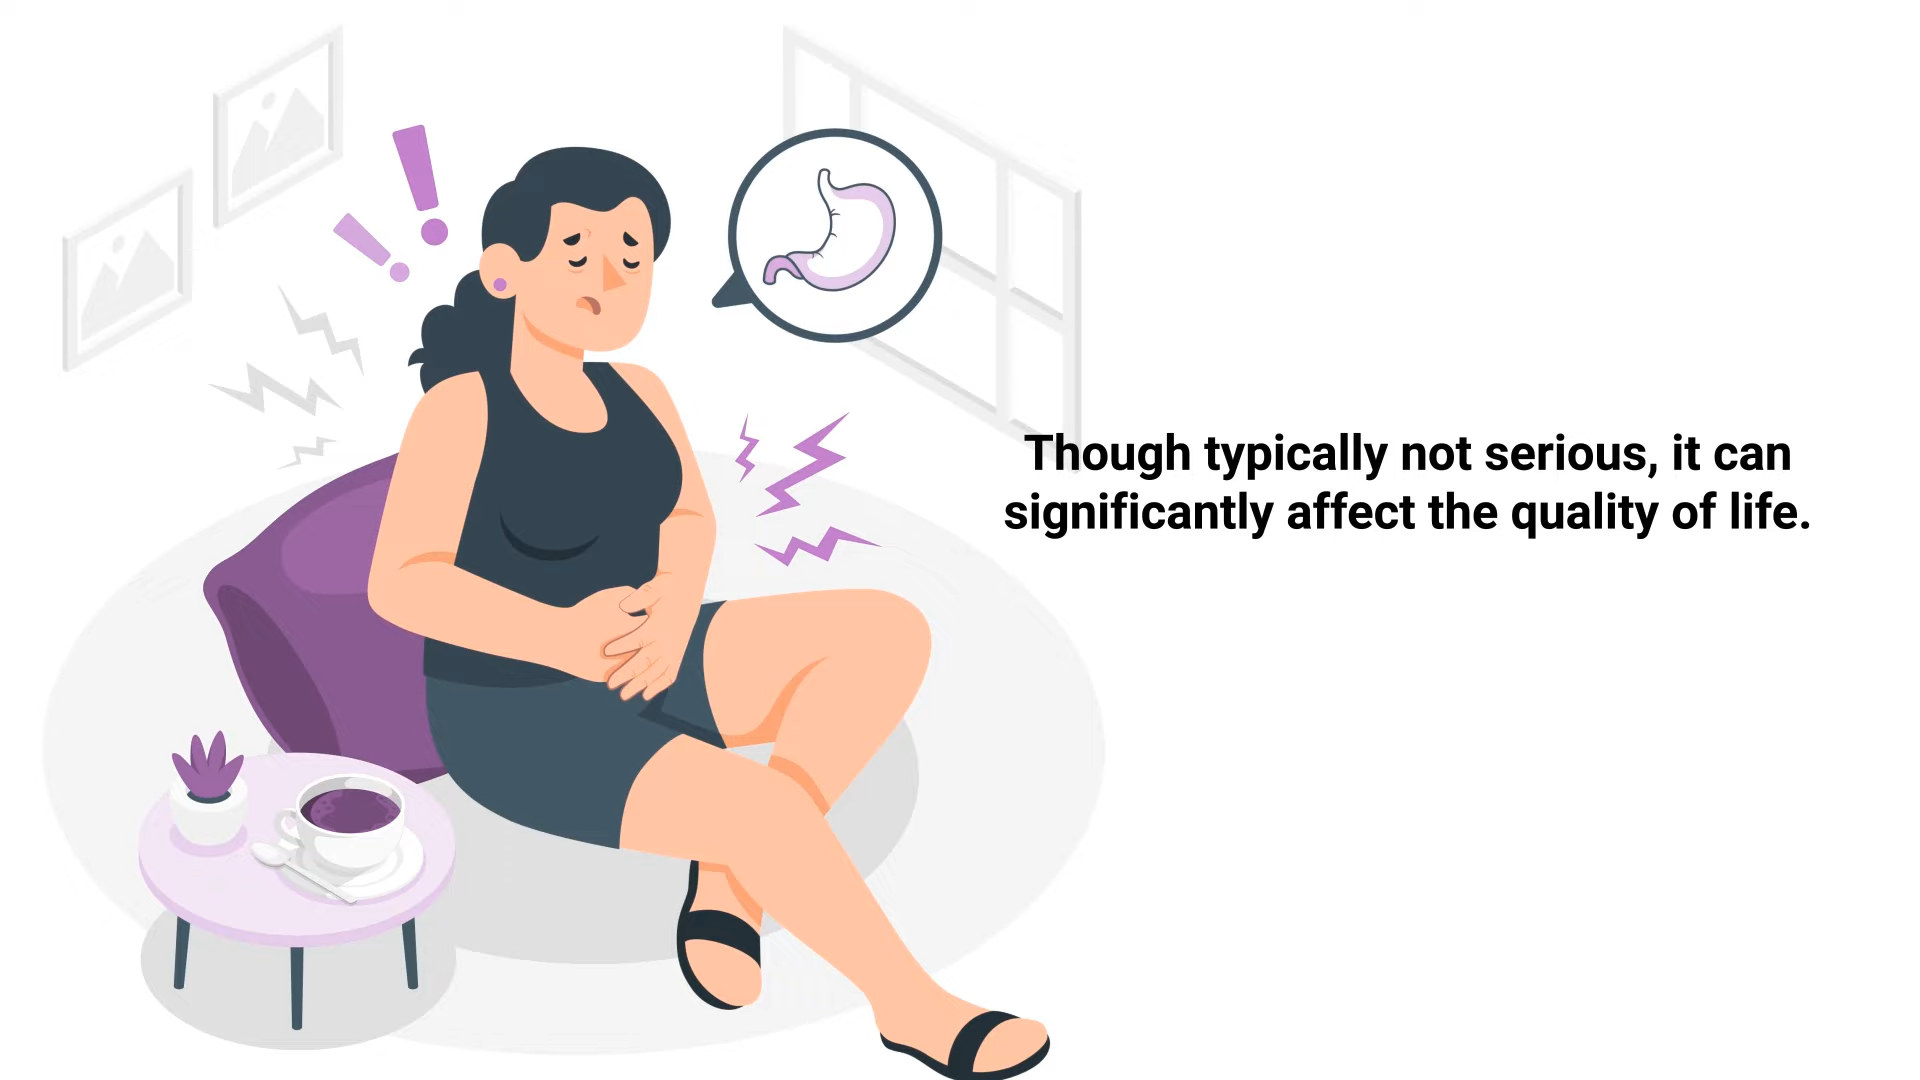 Though typically not serious, it can
significantly affect the quality of life.